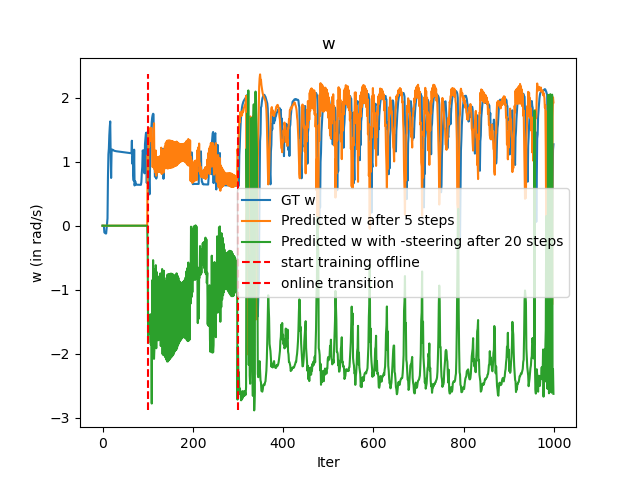 w
w (in rad/s)
2
1
0
−1
−2
−3
GT w
Predicted w after 5 steps
Predicted w with -steering after 20 steps
start training offline
online transition
0 200 400 600 800 1000
Iter